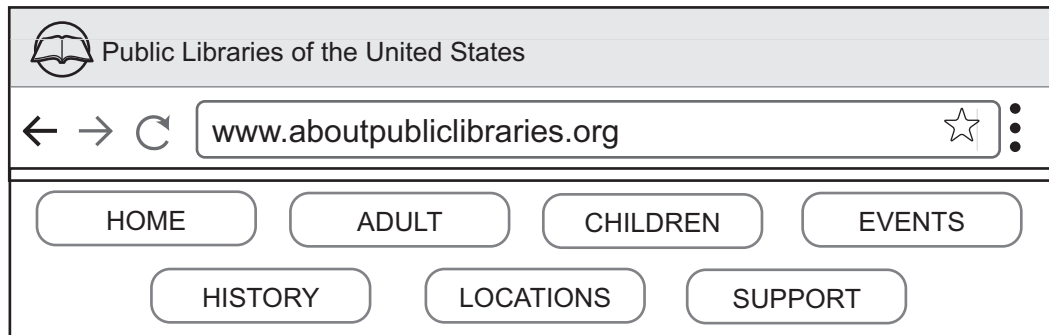 Public Libraries of the United States
www.aboutpubliclibraries.org
HOME ADULT CHILDREN EVENTS
HISTORY LOCATIONS SUPPORT